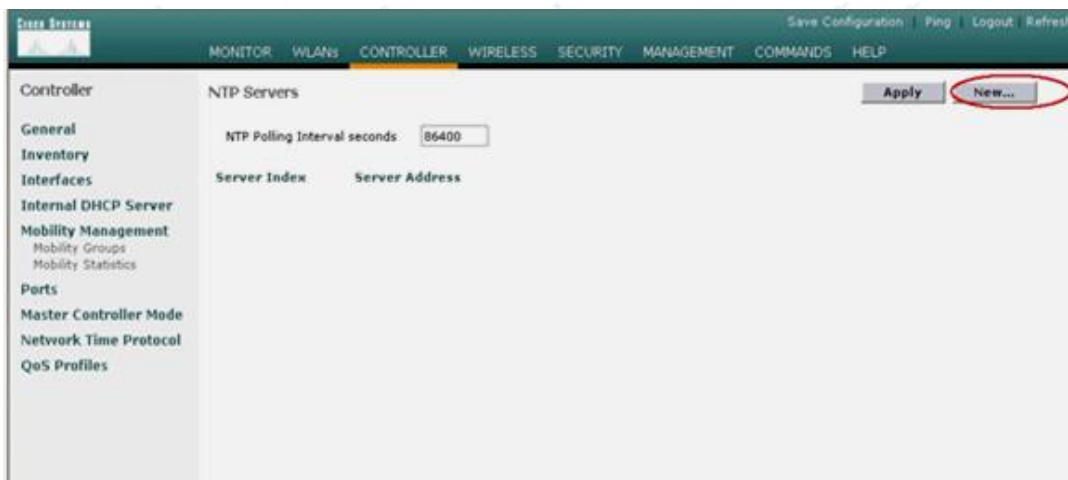 CISCO SYSTEMS
Save Configuration | Ping | Logout | Refresh
MONITOR WLANs CONTROLLER WIRELESS SECURITY MANAGEMENT COMMANDS HELP
Controller
General
Inventory
Interfaces
Internal DHCP Server
Mobility Management
Mobility Groups
Mobility Statistics
Ports
Master Controller Mode
Network Time Protocol
QoS Profiles
NTP Servers
Apply
New...
NTP Polling Interval seconds 86400
Server Index Server Address